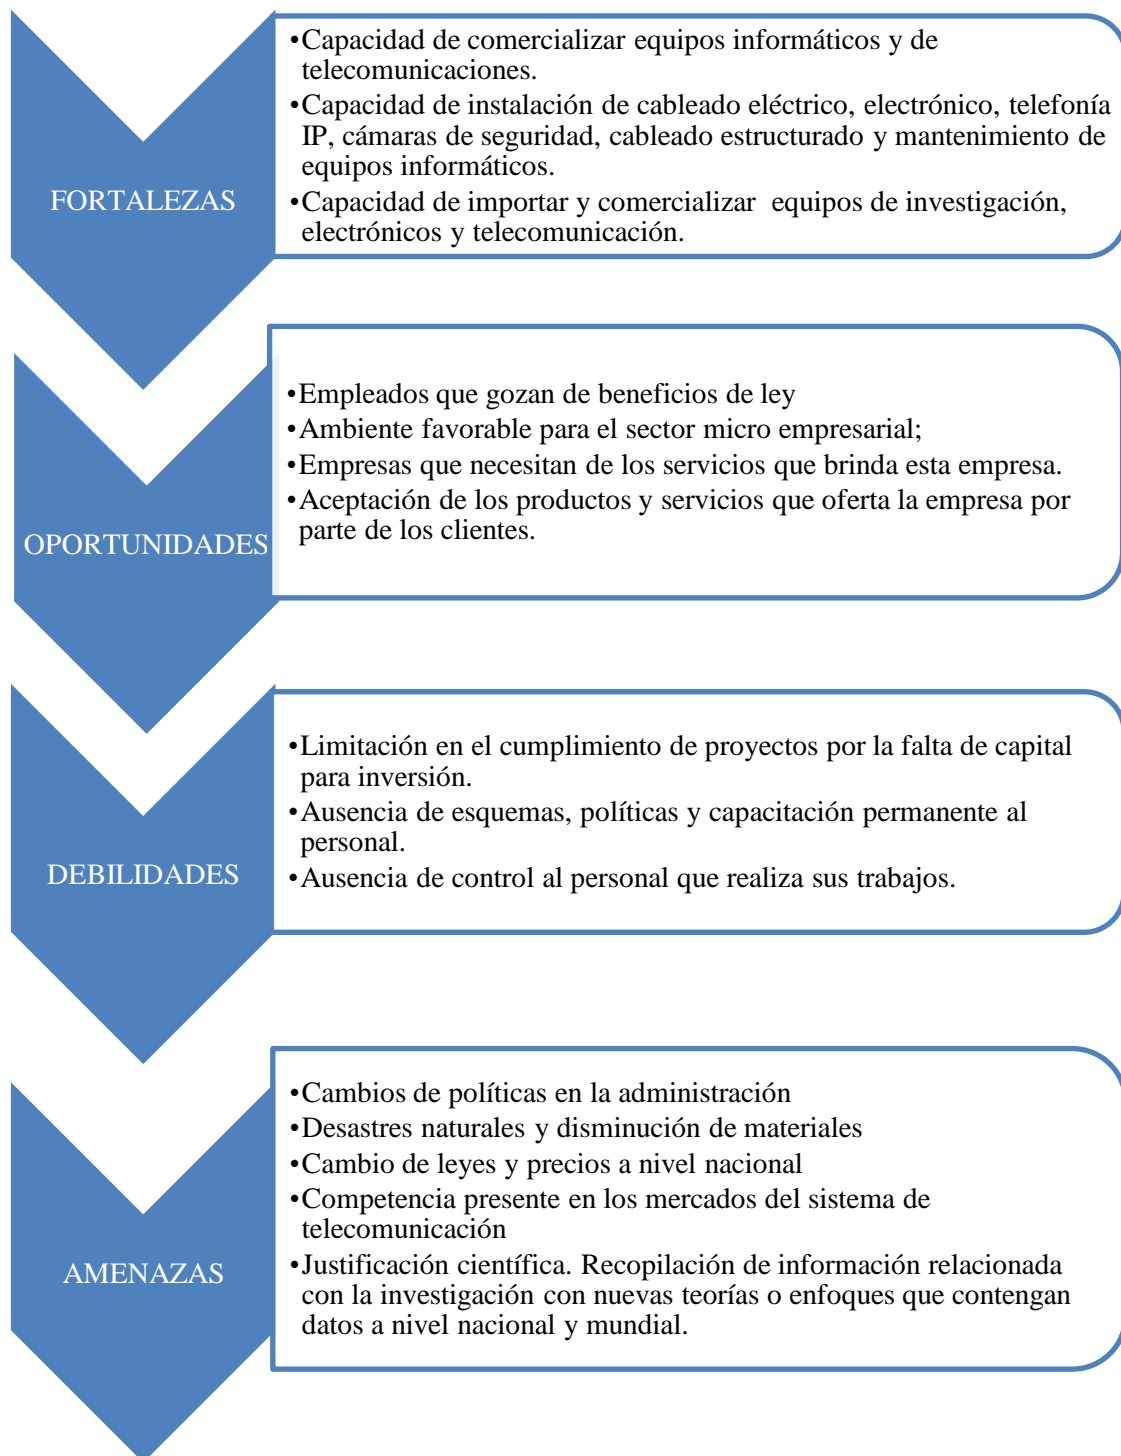 FORTALEZAS
•Capacidad de comercializar equipos informáticos y de
telecomunicaciones.
•Capacidad de instalación de cableado eléctrico, electrónico, telefonía
IP, cámaras de seguridad, cableado estructurado y mantenimiento de
equipos informáticos.
•Capacidad de importar y comercializar  equipos de investigación,
electrónicos y telecomunicación.
OPORTUNIDADES
•Empleados que gozan de beneficios de ley
•Ambiente favorable para el sector micro empresarial;
•Empresas que necesitan de los servicios que brinda esta empresa.
•Aceptación de los productos y servicios que oferta la empresa por
parte de los clientes.
DEBILIDADES
•Limitación en el cumplimiento de proyectos por la falta de capital
para inversión.
•Ausencia de esquemas, políticas y capacitación permanente al
personal.
•Ausencia de control al personal que realiza sus trabajos.
AMENAZAS
•Cambios de políticas en la administración
•Desastres naturales y disminución de materiales
•Cambio de leyes y precios a nivel nacional
•Competencia presente en los mercados del sistema de
telecomunicación
•Justificación científica. Recopilación de información relacionada
con la investigación con nuevas teorías o enfoques que contengan
datos a nivel nacional y mundial.